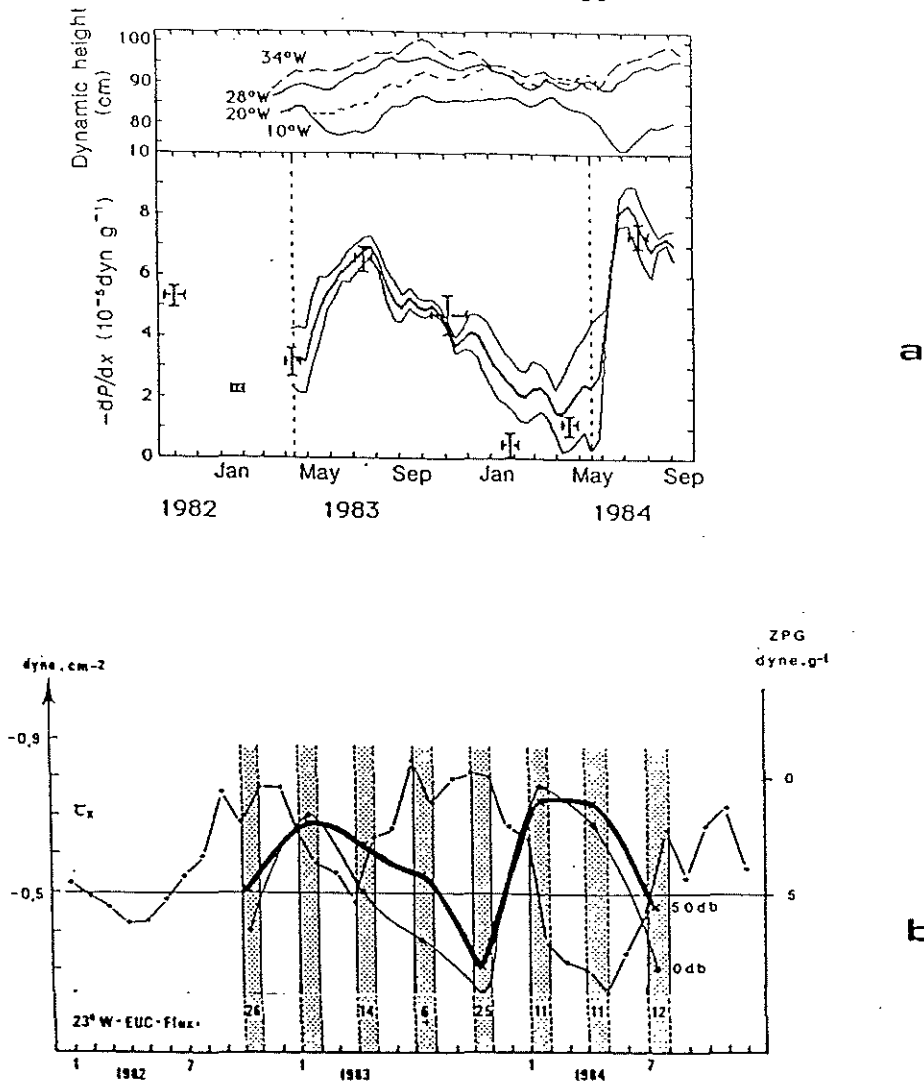 Dynamic height
(cm)
100
90
80
10
34°W
28°W
20°W
10°W
-dP/dx (10⁻⁵dyn g⁻¹)
8
6
4
2
0
Jan May Sep Jan May Sep
1982 1983 1984
a
dyne.cm-2
ZPG
dyne.g-1
-0,9
τx
-0,5
0
5
50db
0db
23°W-EUC-Flux:
26 14 6 25 11 11 12
1 7 1 1 7
1982 1983 1984